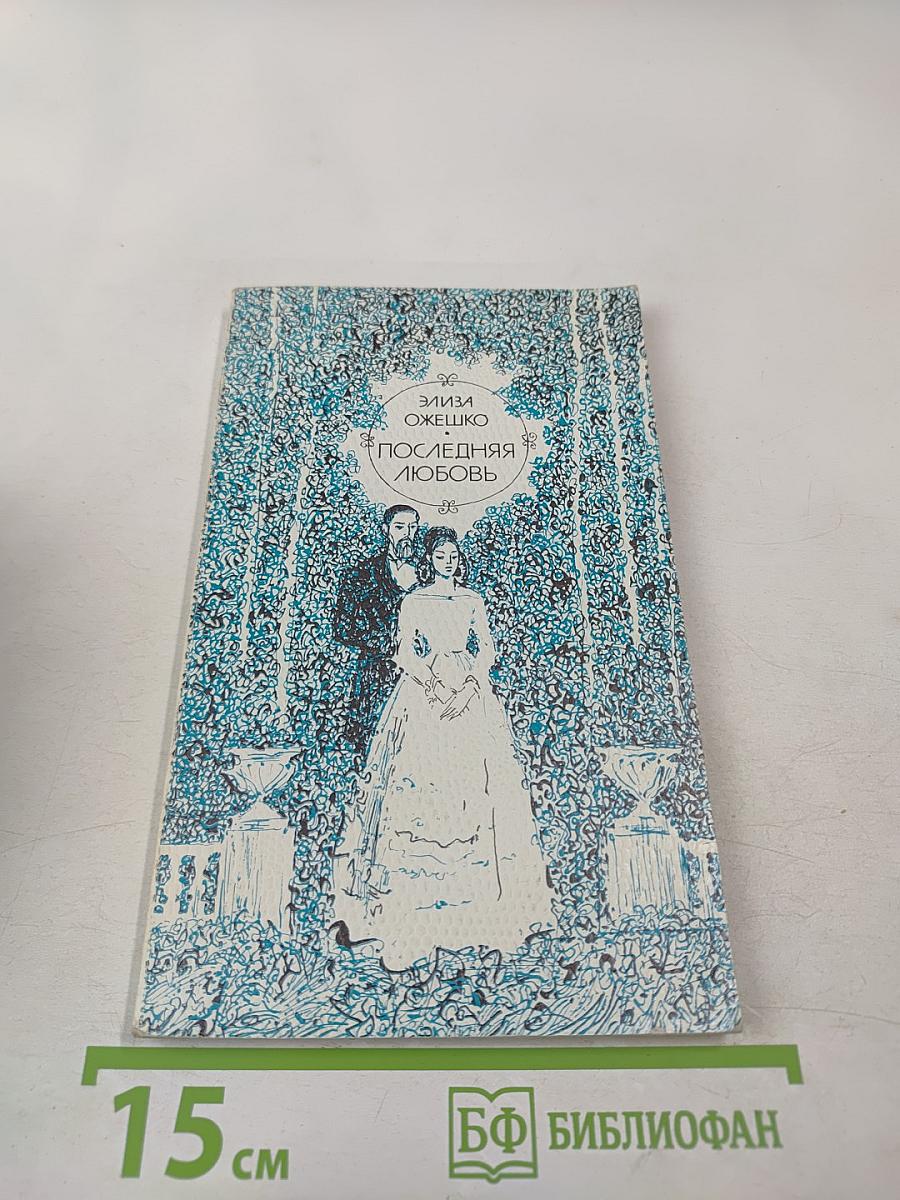 ЭЛИЗА
ОЖЕШКО
•
ПОСЛЕДНЯЯ
ЛЮБОВЬ
15 см
БФ БИБЛИОФАН